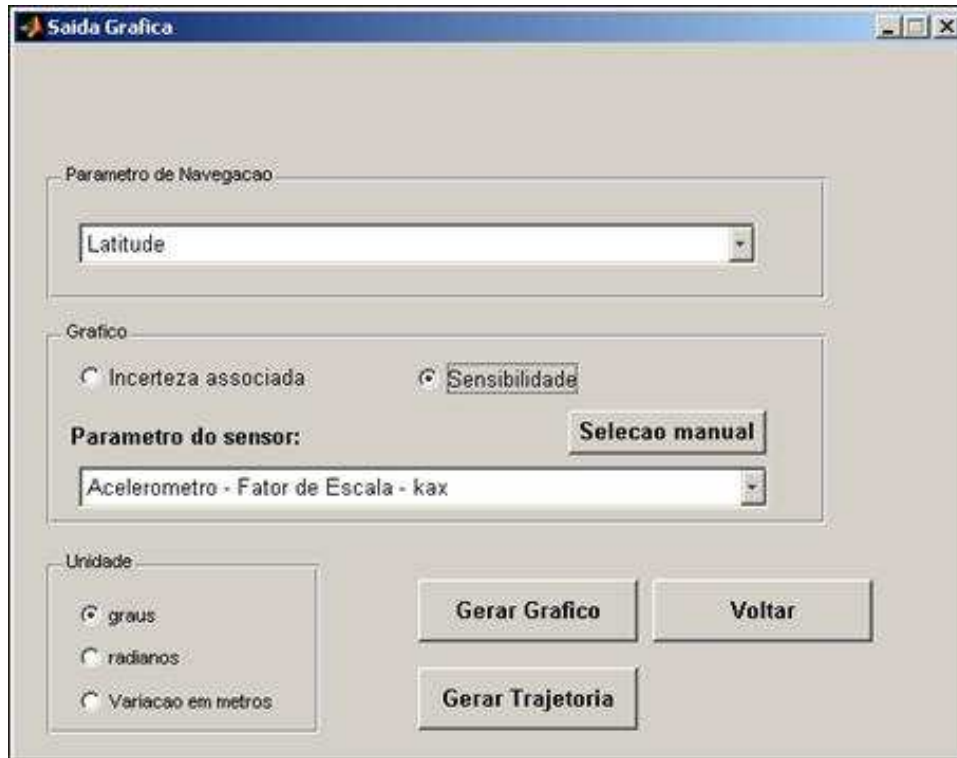 Saida Grafica
Parametro de Navegacao
Latitude
Grafico
Incerteza associada
Sensibilidade
Parametro do sensor:
Selecao manual
Acelerometro - Fator de Escala - kax
Unidade
graus
radianos
Variacao em metros
Gerar Grafico
Voltar
Gerar Trajetoria